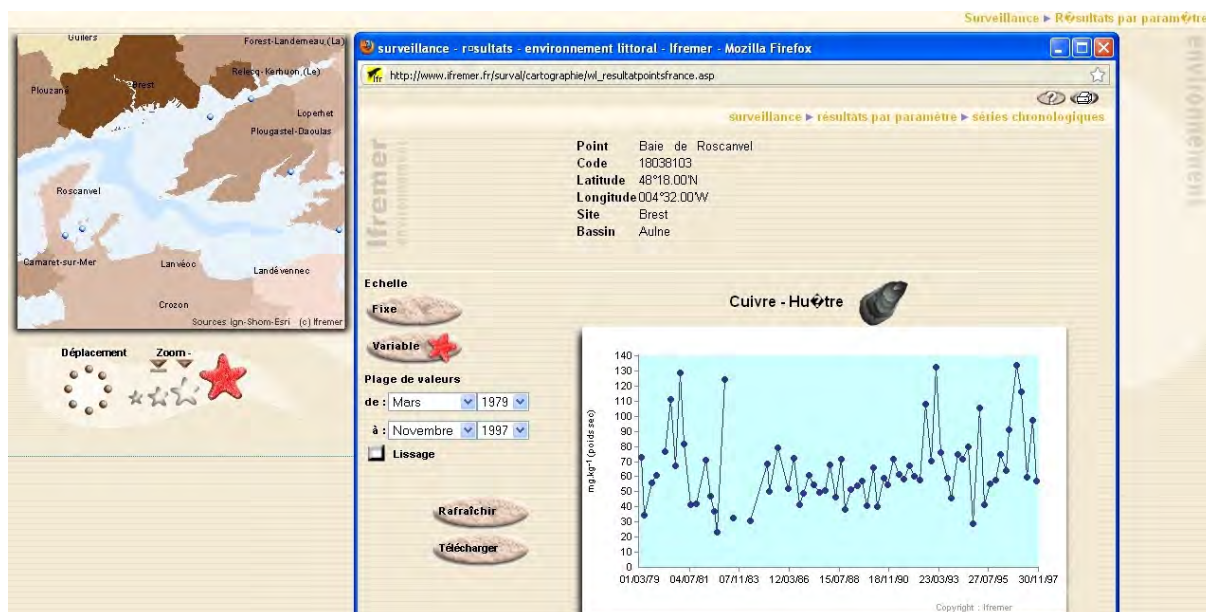 Surveillance ▶ R�sultats par param�tre
Guilers
Forest-Landerneau,(La)
Relecq-Kerhuon,(Le)
Plouzané
Brest
Loperhet
Plougastel-Daoulas
Roscanvel
Camaret-sur-Mer
Lanvéoc
Landévennec
Crozon
Sources Ign-Shom-Esri (c) Ifremer
Déplacement Zoom -
environnement
surveillance - r�sultats - environnement littoral - Ifremer - Mozilla Firefox
http://www.ifremer.fr/surval/cartographie/wl_resultatpointsfrance.asp
surveillance ▶ résultats par paramètre ▶ séries chronologiques
Ifremer
environnement
Point Baie de Roscanvel
Code 18038103
Latitude 48°18.00'N
Longitude 004°32.00'W
Site Brest
Bassin Aulne
Echelle
Fixe
Variable
Plage de valeurs
de : Mars 1979
à : Novembre 1997
Lissage
Rafraîchir
Télécharger
Cuivre - Hu�tre
mg.kg-¹ (poids sec)
140
130
120
110
100
90
80
70
60
50
40
30
20
10
0
01/03/79 04/07/81 07/11/83 12/03/86 15/07/88 18/11/90 23/03/93 27/07/95 30/11/97
Copyright : Ifremer